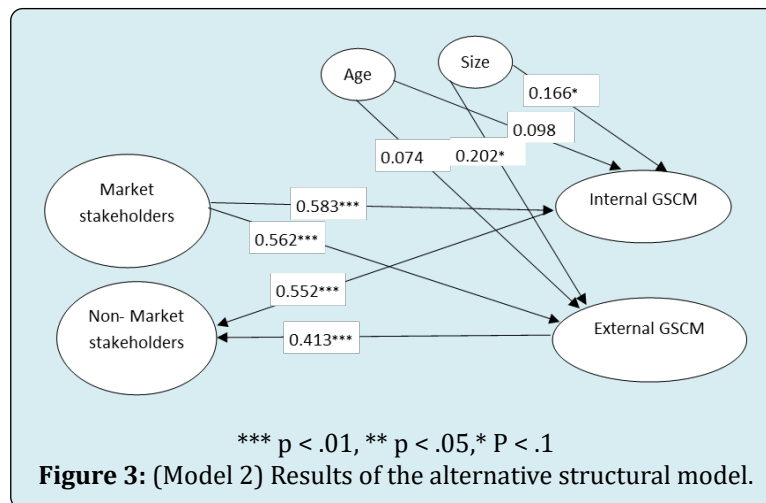 Age
Size
0.166*
0.098
0.074
0.202*
Market
stakeholders
0.583***
Internal GSCM
0.562***
0.552***
Non- Market
stakeholders
0.413***
External GSCM
*** p < .01, ** p < .05,* P < .1
Figure 3: (Model 2) Results of the alternative structural model.